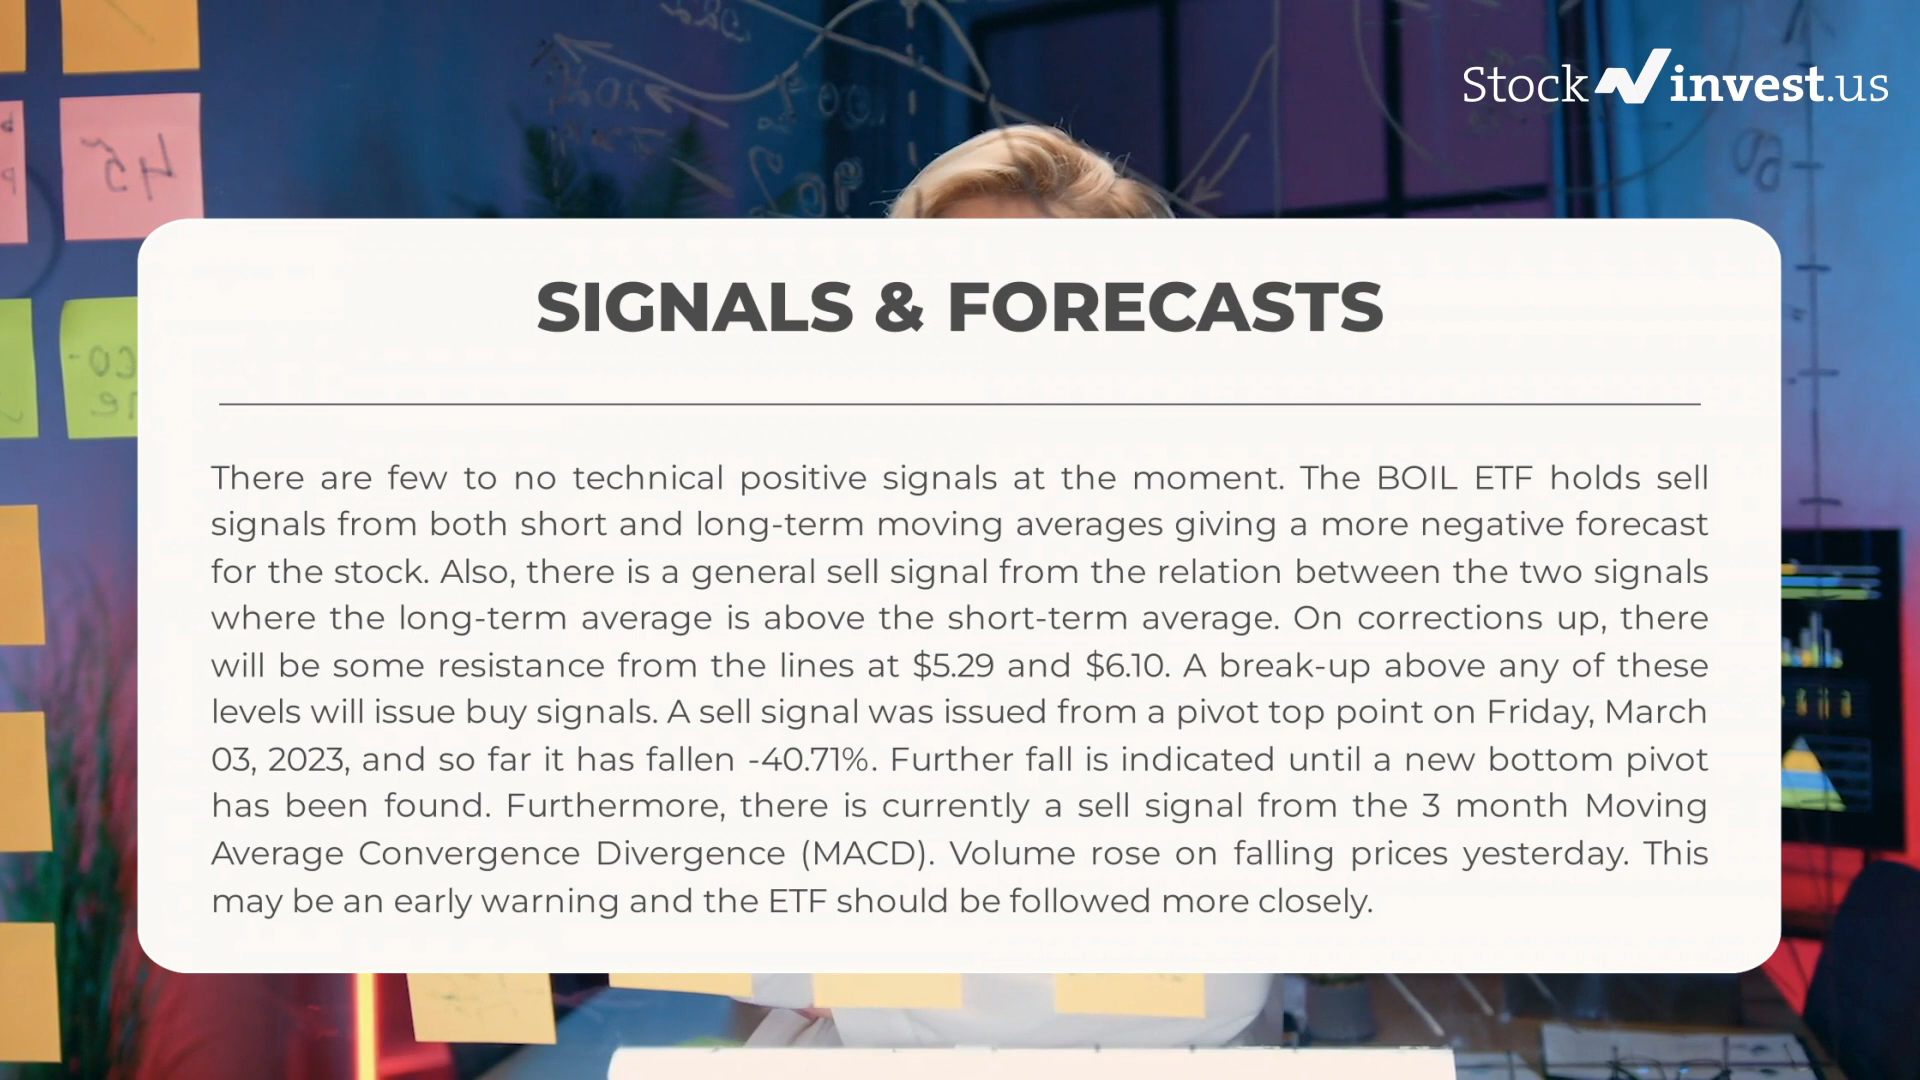 Stock invest.us
45
SIGNALS & FORECASTS
There are few to no technical positive signals at the moment. The BOIL ETF holds sell
signals from both short and long-term moving averages giving a more negative forecast
for the stock. Also, there is a general sell signal from the relation between the two signals
where the long-term average is above the short-term average. On corrections up, there
will be some resistance from the lines at $5.29 and $6.10. A break-up above any of these
levels will issue buy signals. A sell signal was issued from a pivot top point on Friday, March
03, 2023, and so far it has fallen -40.71%. Further fall is indicated until a new bottom pivot
has been found. Furthermore, there is currently a sell signal from the 3 month Moving
Average Convergence Divergence (MACD). Volume rose on falling prices yesterday. This
may be an early warning and the ETF should be followed more closely.